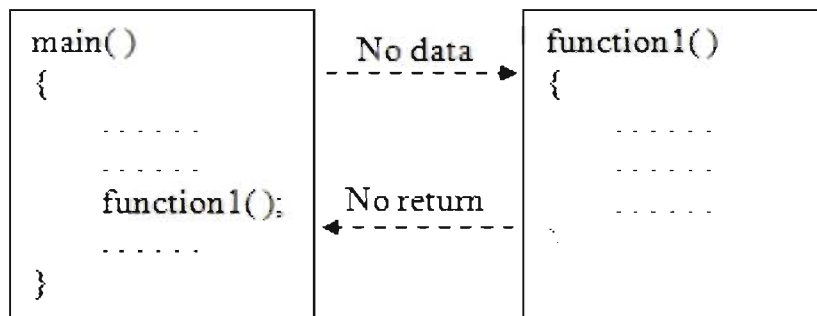 main( )
{
. . . . . .
. . . . . .
function1( );
. . . . . .
}
No data
No return
function1( )
{
. . . . . .
. . . . . .
. . . . . .